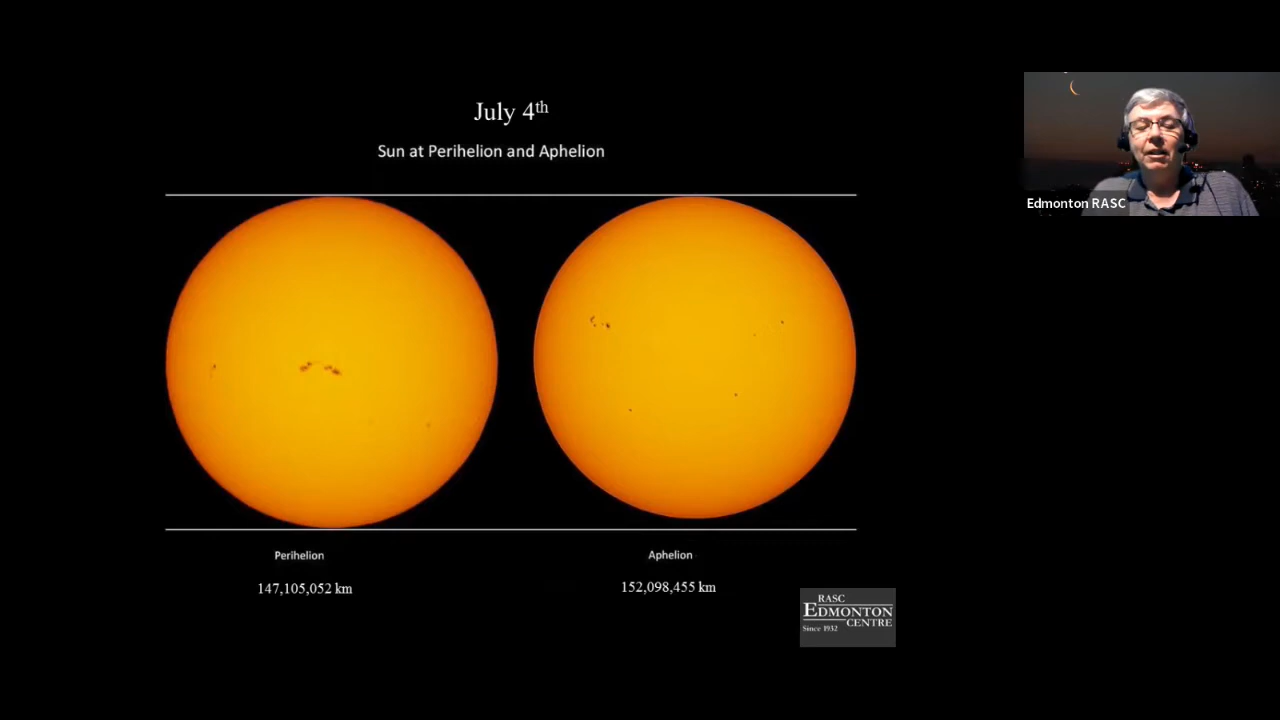 July 4th
Sun at Perihelion and Aphelion
Edmonton RASC
Perihelion
Aphelion
147,105,052 km
152,098,455 km
RASC
EDMONTON
CENTRE
Since 1932